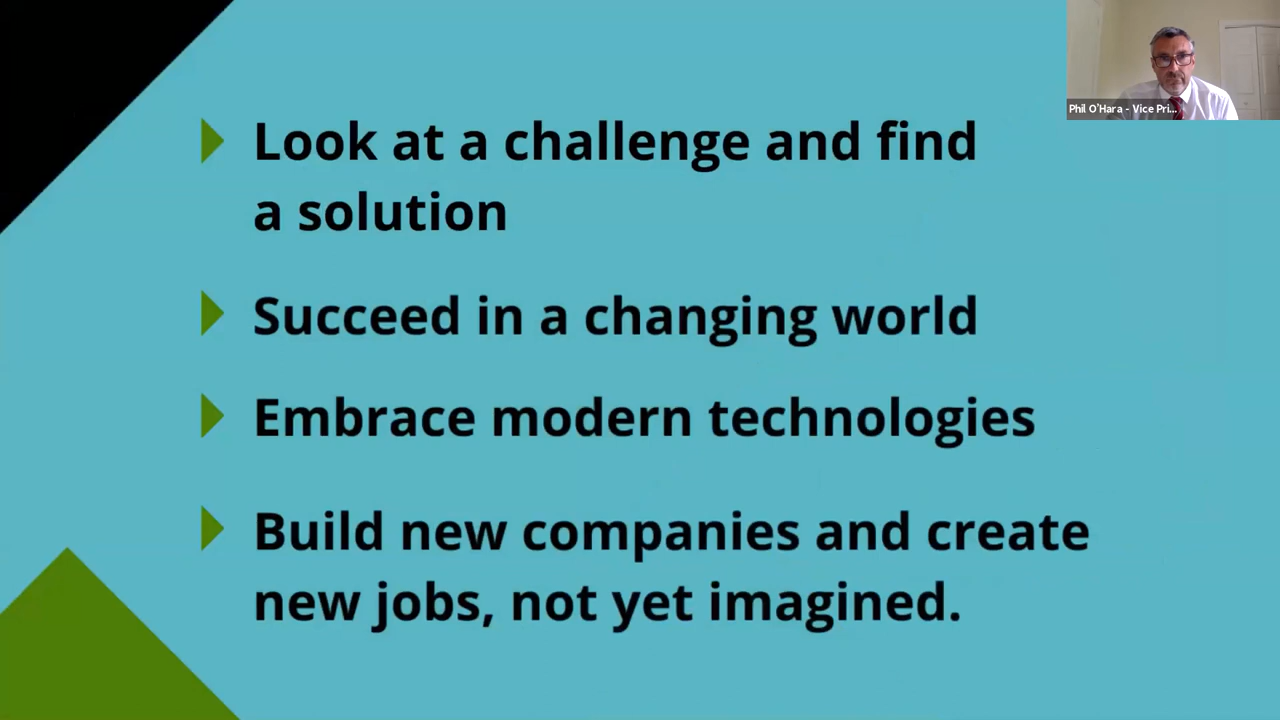 Look at a challenge and find
a solution
Succeed in a changing world
Embrace modern technologies
Build new companies and create
new jobs, not yet imagined.
Phil O'Hara - Vice Pri...